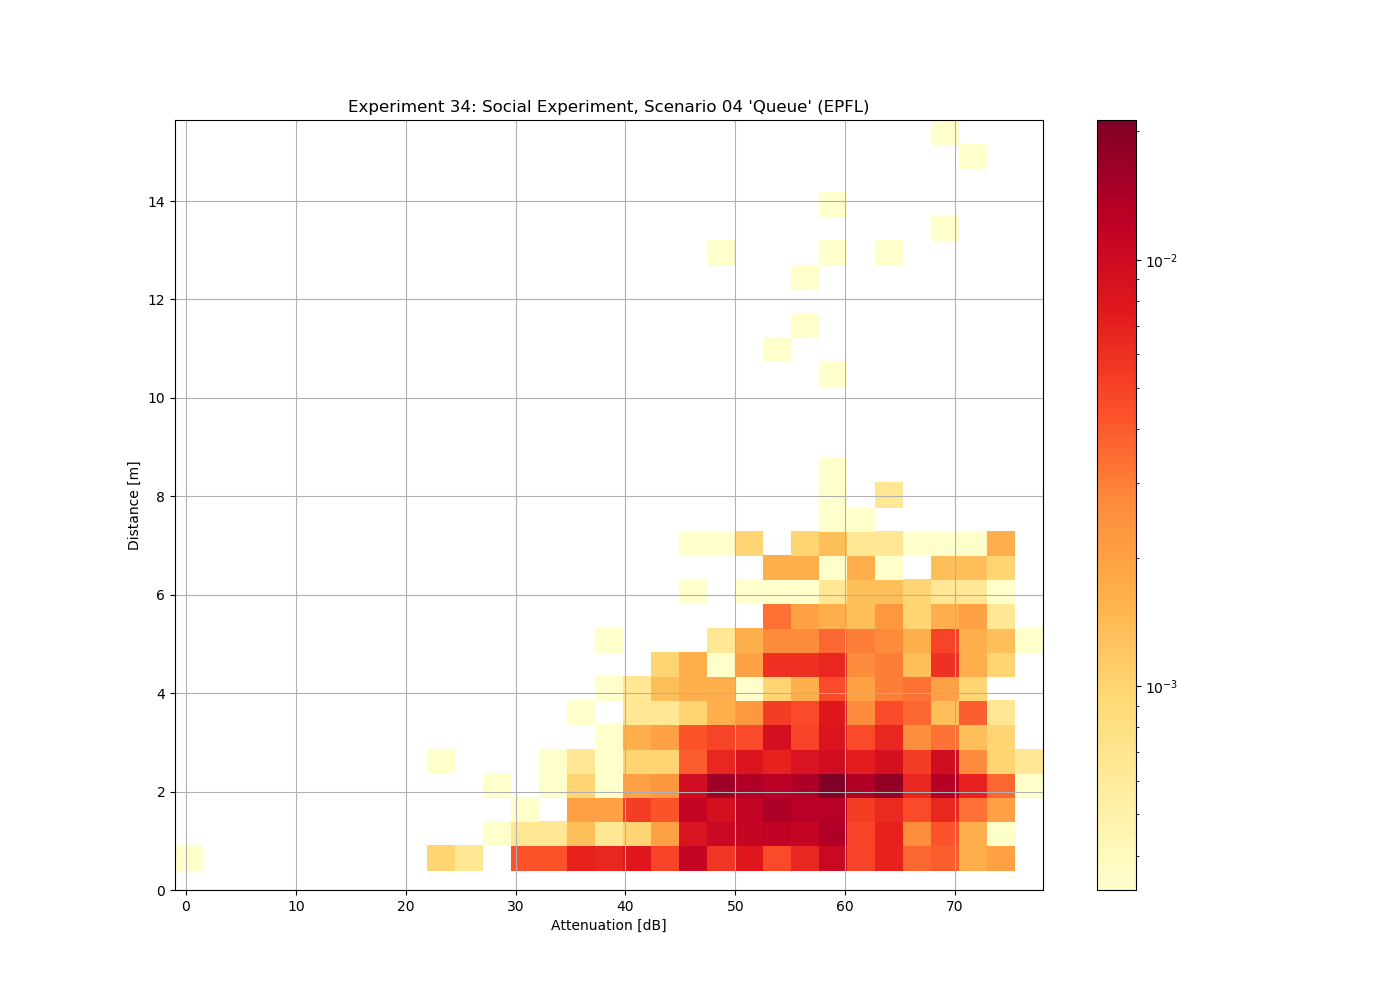 Experiment 34: Social Experiment, Scenario 04 'Queue' (EPFL)
14
12
10
8
6
4
2
0
Distance [m]
0 10 20 30 40 50 60 70
Attenuation [dB]
10⁻²
10⁻³